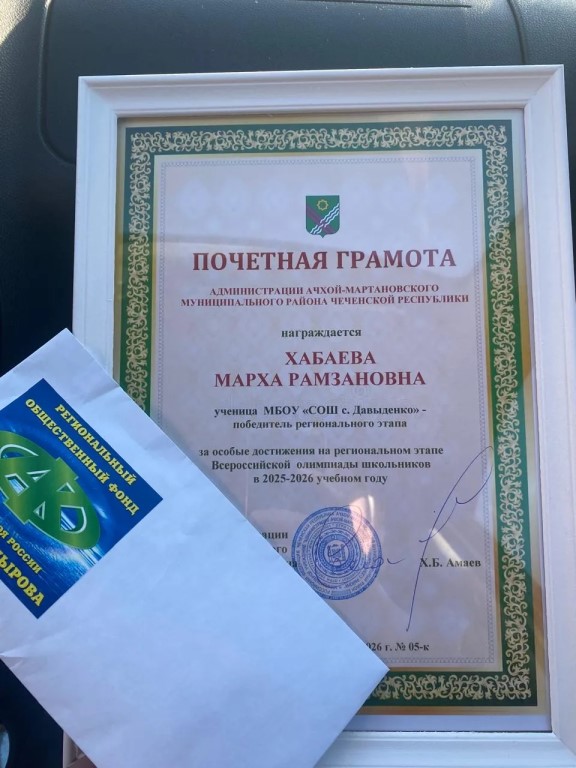 ПОЧЕТНАЯ ГРАМОТА
АДМИНИСТРАЦИИ АЧХОЙ-МАРТАНОВСКОГО
МУНИЦИПАЛЬНОГО РАЙОНА ЧЕЧЕНСКОЙ РЕСПУБЛИКИ
награждается
ХАБАЕВА
МАРХА РАМЗАНОВНА
ученица МБОУ «СОШ с. Давыденко» -
победитель регионального этапа
за особые достижения на региональном этапе
Всероссийской олимпиады школьников
в 2025-2026 учебном году
Х.Б. Амаев
26 г. № 05-к
РЕГИОНАЛЬНЫЙ
ОБЩЕСТВЕННЫЙ ФОНД
РОССИИ
ЫРОВА